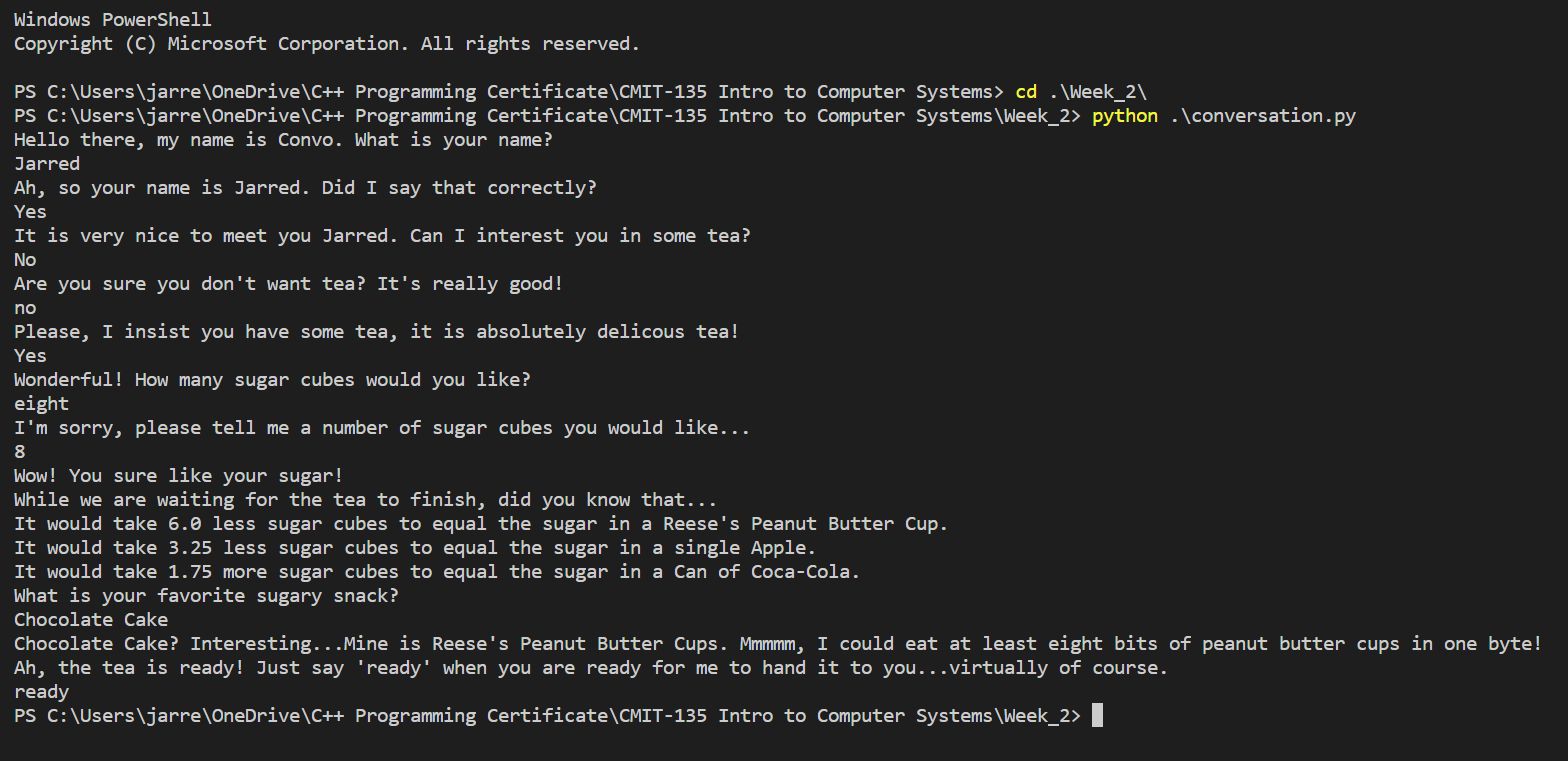 Windows PowerShell
Copyright (C) Microsoft Corporation. All rights reserved.
PS C:\Users\jarre\OneDrive\C++ Programming Certificate\CMIT-135 Intro to Computer Systems> cd .\Week_2\
PS C:\Users\jarre\OneDrive\C++ Programming Certificate\CMIT-135 Intro to Computer Systems\Week_2> python .\conversation.py
Hello there, my name is Convo. What is your name?
Jarred
Ah, so your name is Jarred. Did I say that correctly?
Yes
It is very nice to meet you Jarred. Can I interest you in some tea?
No
Are you sure you don't want tea? It's really good!
no
Please, I insist you have some tea, it is absolutely delicous tea!
Yes
Wonderful! How many sugar cubes would you like?
eight
I'm sorry, please tell me a number of sugar cubes you would like...
8
Wow! You sure like your sugar!
While we are waiting for the tea to finish, did you know that...
It would take 6.0 less sugar cubes to equal the sugar in a Reese's Peanut Butter Cup.
It would take 3.25 less sugar cubes to equal the sugar in a single Apple.
It would take 1.75 more sugar cubes to equal the sugar in a Can of Coca-Cola.
What is your favorite sugary snack?
Chocolate Cake
Chocolate Cake? Interesting...Mine is Reese's Peanut Butter Cups. Mmmmm, I could eat at least eight bits of peanut butter cups in one byte!
Ah, the tea is ready! Just say 'ready' when you are ready for me to hand it to you...virtually of course.
ready
PS C:\Users\jarre\OneDrive\C++ Programming Certificate\CMIT-135 Intro to Computer Systems\Week_2>